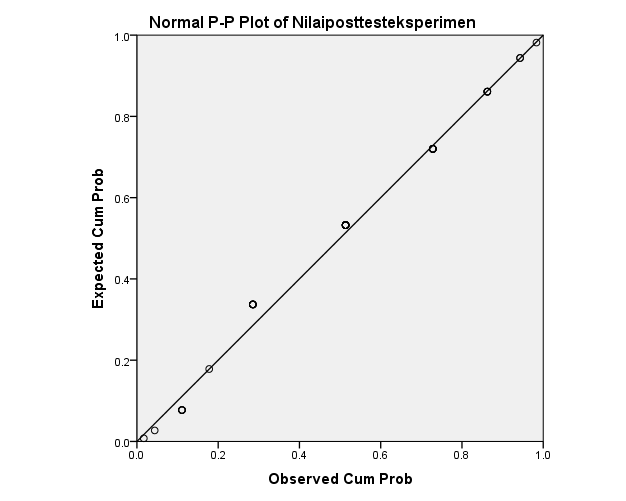 Normal P-P Plot of Nilaiposttesteksperimen
1.0
0.8
0.6
0.4
0.2
0.0
Expected Cum Prob
0.0 0.2 0.4 0.6 0.8 1.0
Observed Cum Prob